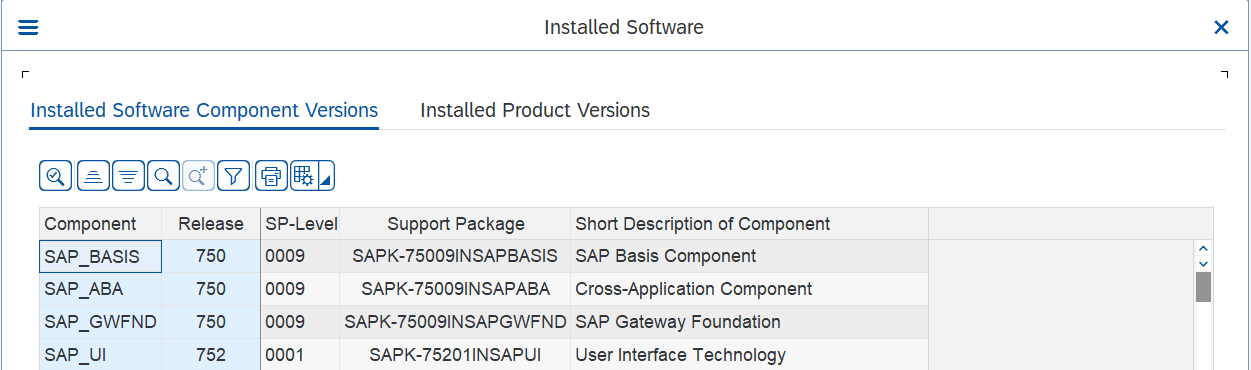 Installed Software
Installed Software Component Versions Installed Product Versions
Component Release SP-Level Support Package Short Description of Component
SAP_BASIS 750 0009 SAPK-75009INSAPBASIS SAP Basis Component
SAP_ABA 750 0009 SAPK-75009INSAPABA Cross-Application Component
SAP_GWFND 750 0009 SAPK-75009INSAPGWFND SAP Gateway Foundation
SAP_UI 752 0001 SAPK-75201INSAPUI User Interface Technology